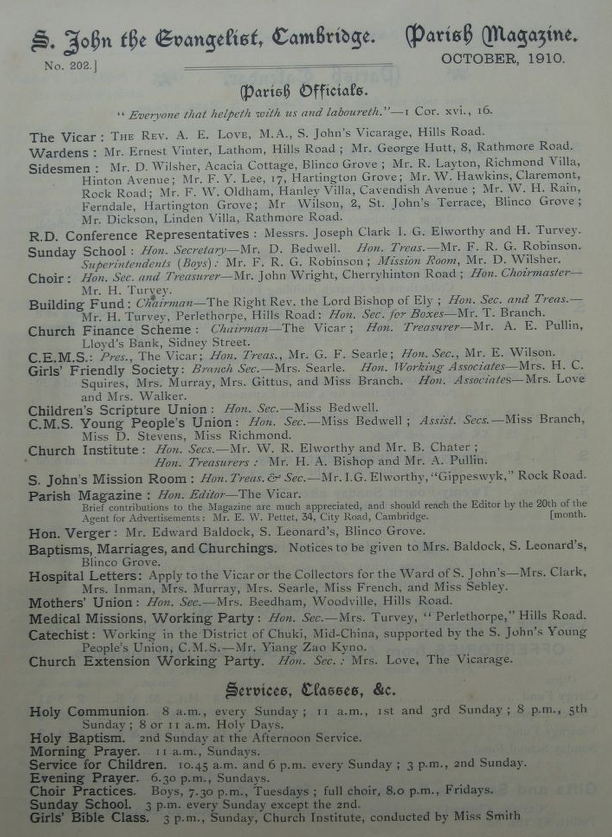 S. John the Evangelist, Cambridge. Parish Magazine.
No. 202.] OCTOBER, 1910.
Parish Officials.
"Everyone that helpeth with us and laboureth."—1 Cor. xvi., 16.
The Vicar: THE REV. A. E. LOVE, M.A., S. John's Vicarage, Hills Road.
Wardens: Mr. Ernest Vinter, Lathom, Hills Road; Mr. George Hutt, 8, Rathmore Road.
Sidesmen: Mr. D. Wilsher, Acacia Cottage, Blinco Grove; Mr. R. Layton, Richmond Villa,
Hinton Avenue; Mr. F. Y. Lee, 17, Hartington Grove; Mr. W. Hawkins, Claremont,
Rock Road; Mr. F. W. Oldham, Hanley Villa, Cavendish Avenue; Mr. W. H. Rain,
Ferndale, Hartington Grove; Mr Wilson, 2, St. John's Terrace, Blinco Grove;
Mr. Dickson, Linden Villa, Rathmore Road.
R.D. Conference Representatives: Messrs. Joseph Clark I. G. Elworthy and H. Turvey.
Sunday School: Hon. Secretary—Mr. D. Bedwell. Hon. Treas.—Mr. F. R. G. Robinson.
Superintendents (Boys): Mr. F. R. G. Robinson; Mission Room, Mr. D. Wilsher.
Choir: Hon. Sec. and Treasurer—Mr. John Wright, Cherryhinton Road; Hon. Choirmaster—
Mr. H. Turvey.
Building Fund: Chairman—The Right Rev. the Lord Bishop of Ely; Hon. Sec. and Treas.—
Mr. H. Turvey, Perlethorpe, Hills Road: Hon. Sec. for Boxes—Mr. T. Branch.
Church Finance Scheme: Chairman—The Vicar; Hon. Treasurer—Mr. A. E. Pullin,
Lloyd's Bank, Sidney Street.
C.E.M.S.: Pres., The Vicar; Hon. Treas., Mr. G. F. Searle; Hon. Sec., Mr. E. Wilson.
Girls' Friendly Society: Branch Sec.—Mrs. Searle. Hon. Working Associates—Mrs. H. C.
Squires, Mrs. Murray, Mrs. Gittus, and Miss Branch. Hon. Associates—Mrs. Love
and Mrs. Walker.
Children's Scripture Union: Hon. Sec.—Miss Bedwell.
C.M.S. Young People's Union: Hon. Sec.—Miss Bedwell; Assist. Secs.—Miss Branch,
Miss D. Stevens, Miss Richmond.
Church Institute: Hon. Secs.—Mr. W. R. Elworthy and Mr. B. Chater;
Hon. Treasurers: Mr. H. A. Bishop and Mr. A. Pullin.
S. John's Mission Room: Hon. Treas. & Sec.—Mr. I.G. Elworthy, "Gippeswyk," Rock Road.
Parish Magazine: Hon. Editor—The Vicar.
Brief contributions to the Magazine are much appreciated, and should reach the Editor by the 20th of the
Agent for Advertisements: Mr. E. W. Pettet, 34, City Road, Cambridge. [month.
Hon. Verger: Mr. Edward Baldock, S. Leonard's, Blinco Grove.
Baptisms, Marriages, and Churchings. Notices to be given to Mrs. Baldock, S. Leonard's,
Blinco Grove.
Hospital Letters: Apply to the Vicar or the Collectors for the Ward of S. John's—Mrs. Clark,
Mrs. Inman, Mrs. Murray, Mrs. Searle, Miss French, and Miss Sebley.
Mothers' Union: Hon. Sec.—Mrs. Beedham, Woodville, Hills Road.
Medical Missions, Working Party: Hon. Sec.—Mrs. Turvey, "Perlethorpe," Hills Road.
Catechist: Working in the District of Chuki, Mid-China, supported by the S. John's Young
People's Union, C.M.S.—Mr. Yiang Zao Kyno.
Church Extension Working Party. Hon. Sec.: Mrs. Love, The Vicarage.
Services, Classes, &c.
Holy Communion. 8 a.m., every Sunday; 11 a.m., 1st and 3rd Sunday; 8 p.m., 5th
Sunday; 8 or 11 a.m. Holy Days.
Holy Baptism. 2nd Sunday at the Afternoon Service.
Morning Prayer. 11 a.m., Sundays.
Service for Children. 10.45 a.m. and 6 p.m. every Sunday; 3 p.m., 2nd Sunday.
Evening Prayer. 6.30 p.m., Sundays.
Choir Practices. Boys, 7.30 p.m., Tuesdays; full choir, 8.0 p.m., Fridays.
Sunday School. 3 p.m. every Sunday except the 2nd.
Girls' Bible Class. 3 p.m., Sunday, Church Institute, conducted by Miss Smith